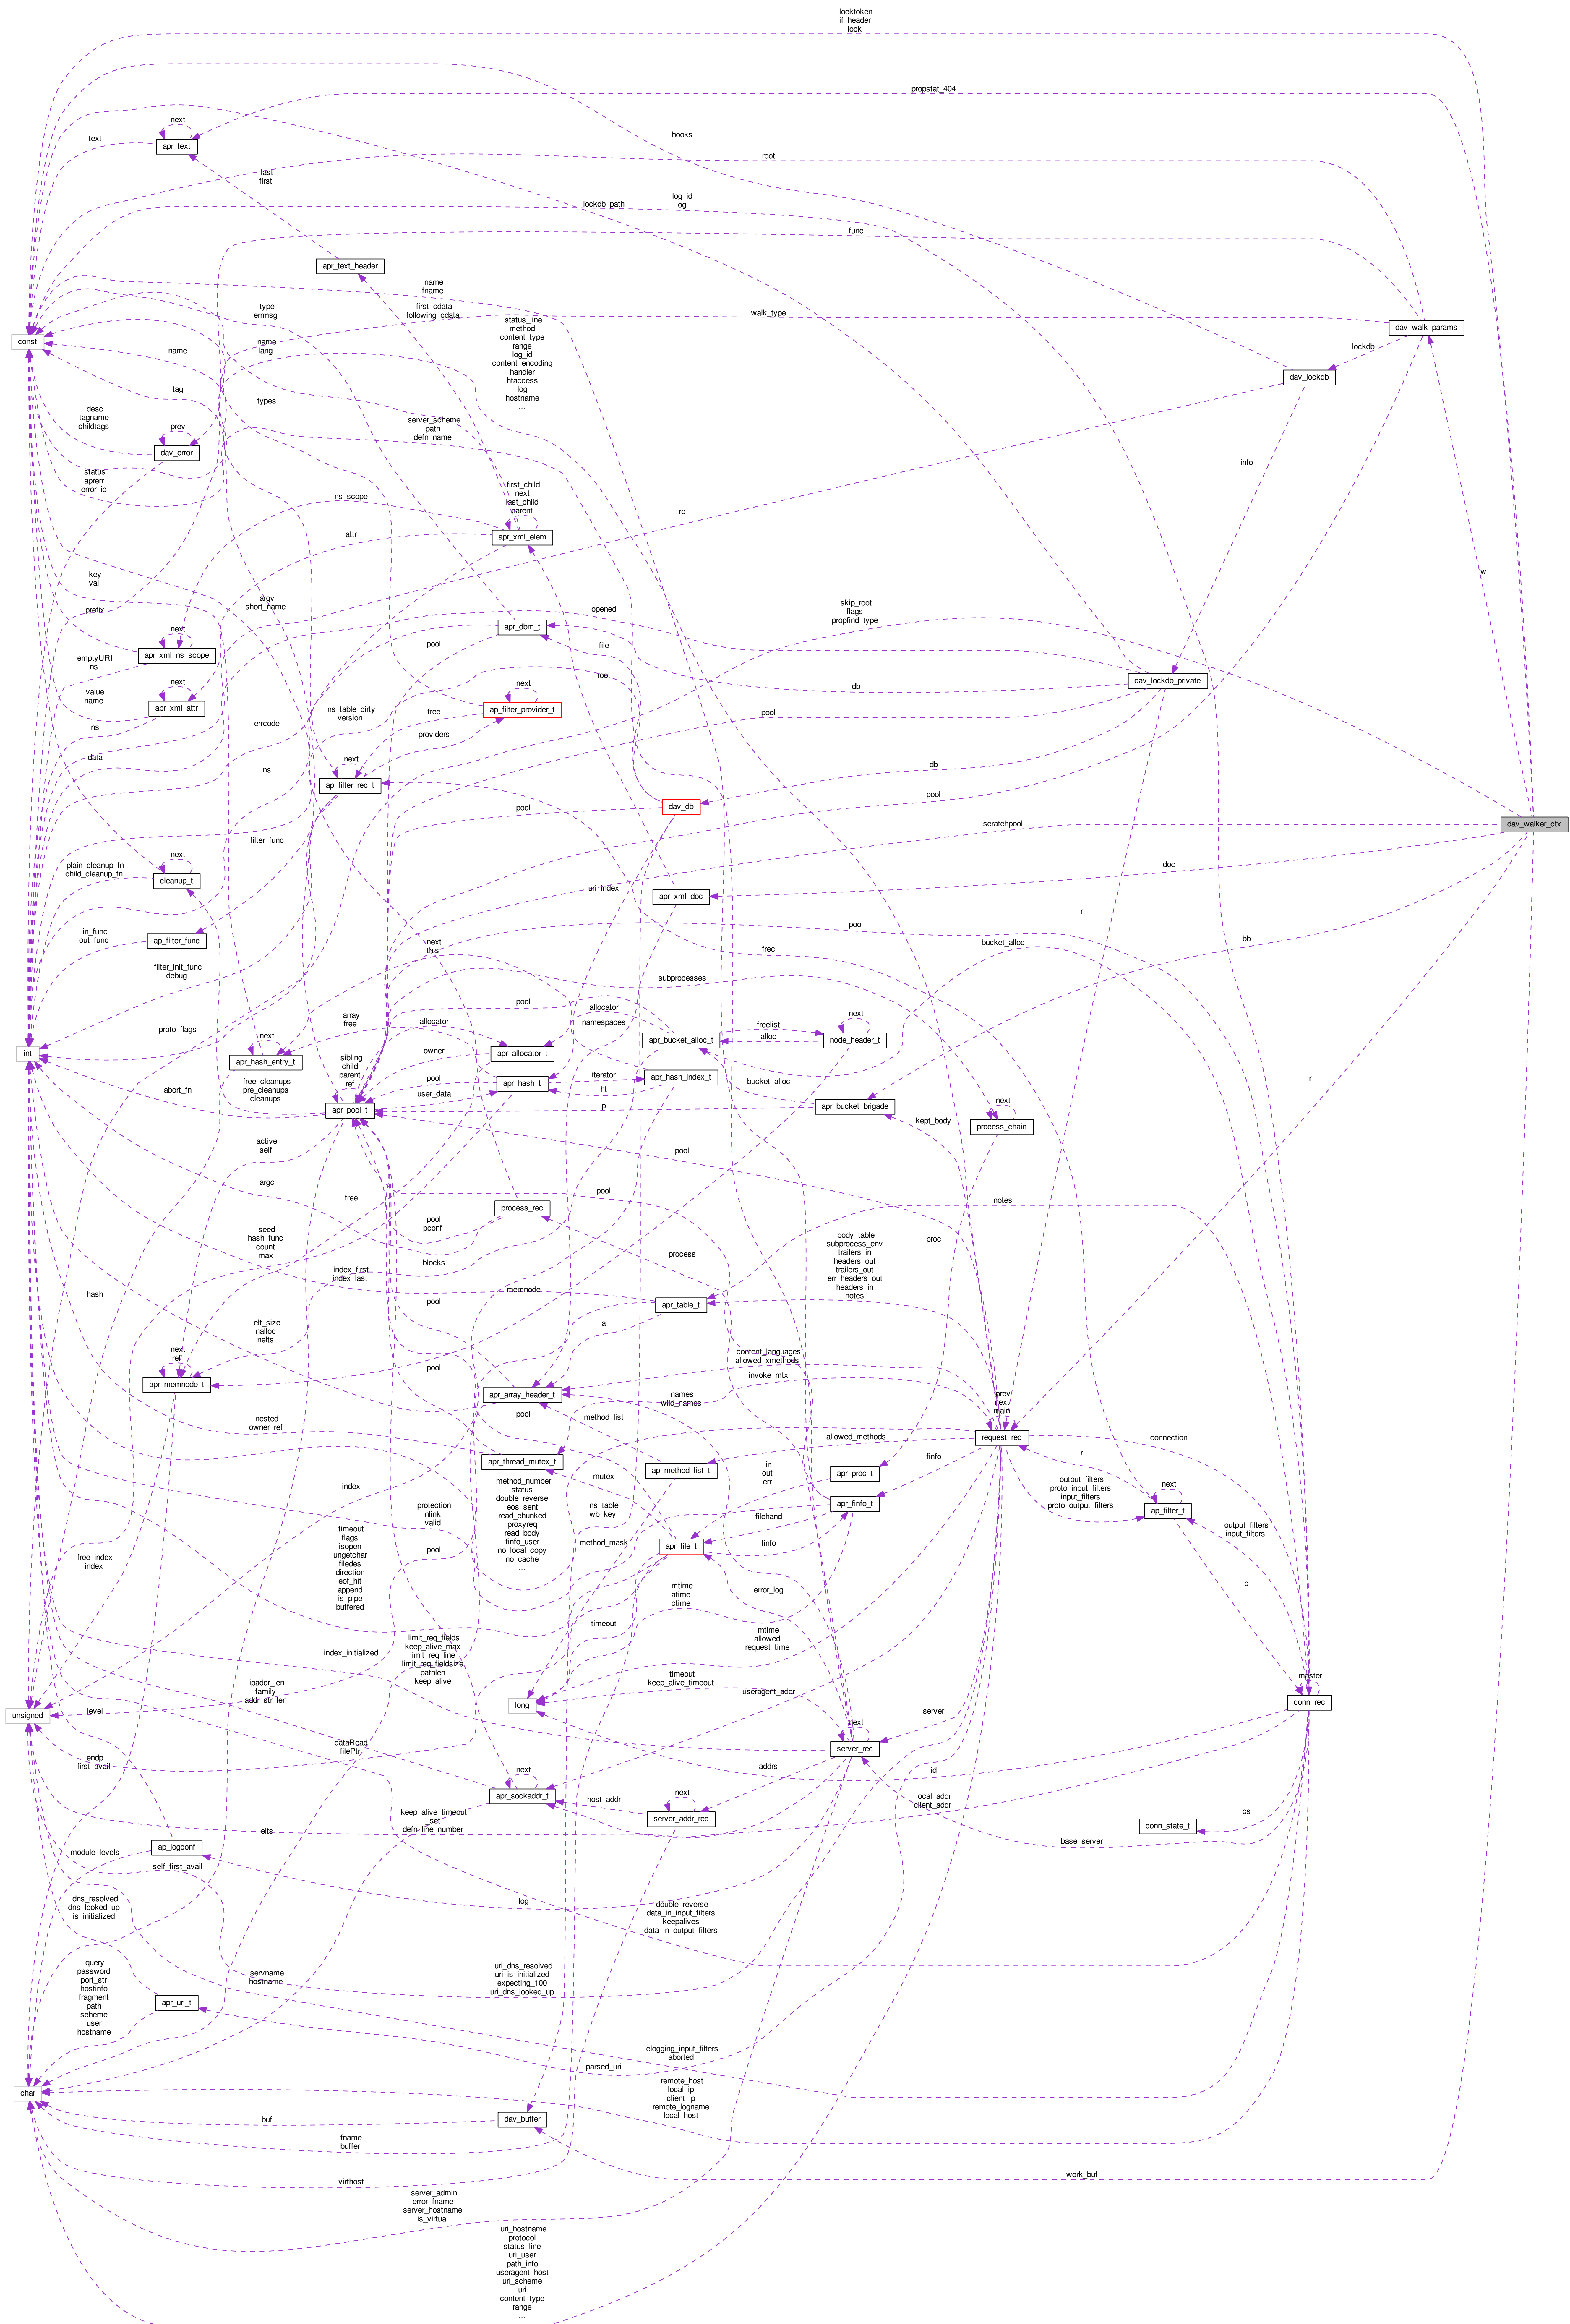 locktoken
if_header
lock
propstat_404
next
text
apr_text
hooks
root
last
first
log_id
log
lockdb_path
func
apr_text_header
name
fname
type
errmsg
first_cdata
following_cdata
walk_type
status_line
method
content_type
range
log_id
content_encoding
handler
htaccess
log
hostname
...
dav_walk_params
const
name
name
lang
lockdb
dav_lockdb
tag
types
desc
tagname
childtags
prev
dav_error
server_scheme
path
defn_name
info
status
aprerr
error_id
first_child
next
last_child
parent
ns_scope
ro
attr
apr_xml_elem
w
key
val
prefix
argv
short_name
opened
skip_root
flags
propfind_type
next
apr_dbm_t
apr_xml_ns_scope
pool
file
emptyURI
ns
next
root
dav_lockdb_private
db
value
name
apr_xml_attr
next
ap_filter_provider_t
ns_table_dirty
version
frec
pool
errcode
ns
providers
data
ns
next
db
ap_filter_rec_t
dav_db
pool
pool
scratchpool
dav_walker_ctx
filter_func
plain_cleanup_fn
child_cleanup_fn
next
cleanup_t
doc
uri_index
apr_xml_doc
r
in_func
out_func
ap_filter_func
pool
bb
next
this
frec
bucket_alloc
filter_init_func
debug
subprocesses
pool
array
free
allocator
allocator
namespaces
freelist
alloc
next
proto_flags
int
next
apr_hash_entry_t
owner
apr_allocator_t
apr_bucket_alloc_t
node_header_t
sibling
child
parent
ref
pool
apr_hash_t
iterator
ht
apr_hash_index_t
bucket_alloc
r
free_cleanups
pre_cleanups
cleanups
abort_fn
apr_pool_t
user_data
p
apr_bucket_brigade
next
process_chain
kept_body
active
self
pool
argc
free
process_rec
pool
notes
seed
hash_func
count
max
pool
pconf
body_table
subprocess_env
trailers_in
headers_out
trailers_out
err_headers_out
headers_in
notes
proc
process
blocks
index_first
index_last
hash
memnode
apr_table_t
pool
a
elt_size
nalloc
nelts
next
ref
content_languages
allowed_xmethods
pool
invoke_mtx
apr_memnode_t
apr_array_header_t
names
wild_names
prev
next
main
nested
owner_ref
pool
method_list
allowed_methods
request_rec
connection
apr_thread_mutex_t
ap_method_list_t
apr_proc_t
in
out
err
finfo
r
mutex
index
method_number
status
double_reverse
eos_sent
read_chunked
proxyreq
read_body
finfo_user
no_local_copy
no_cache
...
output_filters
proto_input_filters
input_filters
proto_output_filters
next
ap_filter_t
protection
nlink
valid
ns_table
wb_key
filehand
apr_finfo_t
output_filters
input_filters
timeout
flags
isopen
ungetchar
filedes
direction
eof_hit
append
is_pipe
buffered
...
pool
method_mask
apr_file_t
finfo
free_index
index
c
mtime
atime
ctime
error_log
timeout
mtime
allowed
request_time
index_initialized
limit_req_fields
keep_alive_max
limit_req_line
limit_req_fieldsize
pathlen
keep_alive
timeout
keep_alive_timeout
useragent_addr
master
conn_rec
ipaddr_len
family
addr_str_len
long
server
unsigned
level
next
server_rec
dataRead
filePtr
endp
first_avail
addrs
id
next
apr_sockaddr_t
host_addr
next
server_addr_rec
local_addr
client_addr
cs
conn_state_t
keep_alive_timeout
_set
defn_line_number
elts
base_server
ap_logconf
module_levels
self_first_avail
log
double_reverse
data_in_input_filters
keepalives
data_in_output_filters
dns_resolved
dns_looked_up
is_initialized
servname
hostname
uri_dns_resolved
uri_is_initialized
expecting_100
uri_dns_looked_up
query
password
port_str
hostinfo
fragment
path
scheme
user
hostname
apr_uri_t
clogging_input_filters
aborted
parsed_uri
char
remote_host
local_ip
client_ip
remote_logname
local_host
buf
dav_buffer
fname
buffer
virthost
work_buf
server_admin
error_fname
server_hostname
is_virtual
uri_hostname
protocol
status_line
uri_user
path_info
useragent_host
uri_scheme
uri
content_type
range
...